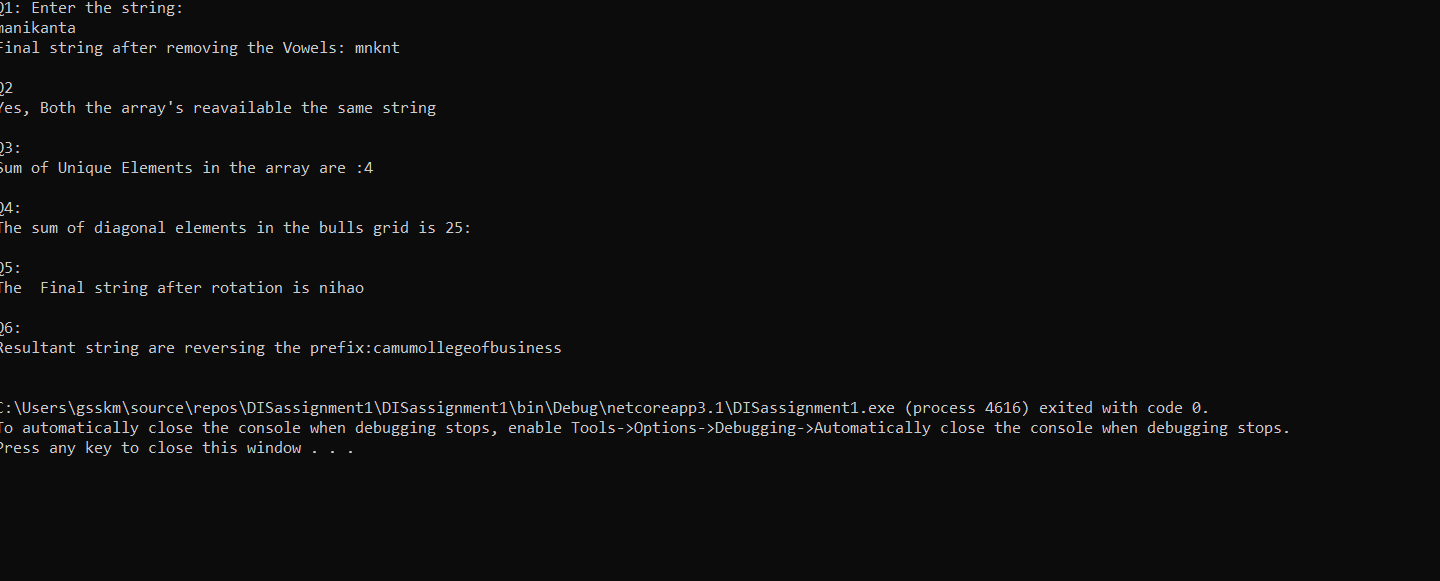 Q1: Enter the string:
manikanta
Final string after removing the Vowels: mnknt
Q2
Yes, Both the array's reavailable the same string
Q3:
Sum of Unique Elements in the array are :4
Q4:
The sum of diagonal elements in the bulls grid is 25:
Q5:
The  Final string after rotation is nihao
Q6:
Resultant string are reversing the prefix:camumollegeofbusiness
C:\Users\gsskm\source\repos\DISassignment1\DISassignment1\bin\Debug\netcoreapp3.1\DISassignment1.exe (process 4616) exited with code 0.
To automatically close the console when debugging stops, enable Tools->Options->Debugging->Automatically close the console when debugging stops.
Press any key to close this window . . .